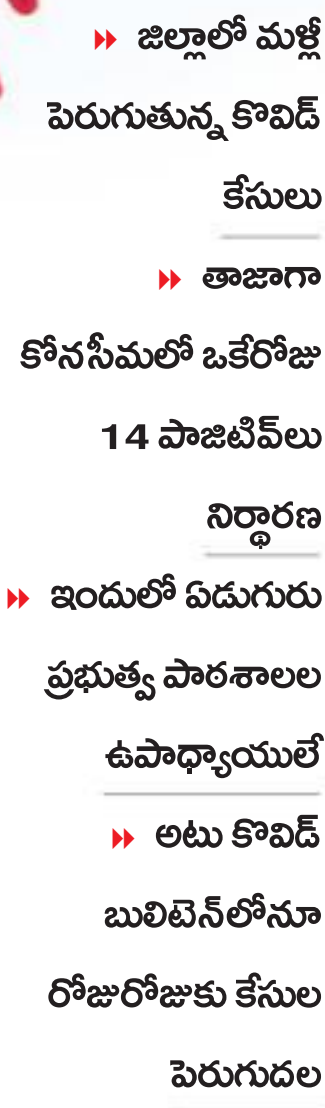 » జిల్లాలో మళ్లీ
పెరుగుతున్న కొవిడ్
కేసులు
» తాజాగా
కోనసీమలో ఒకేరోజు
14 పాజిటివ్‌లు
నిర్ధారణ
» ఇందులో ఏడుగురు
ప్రభుత్వ పాఠశాలల
ఉపాధ్యాయులే
» అటు కొవిడ్
బులిటెన్‌లోనూ
రోజురోజుకు కేసుల
పెరుగుదల